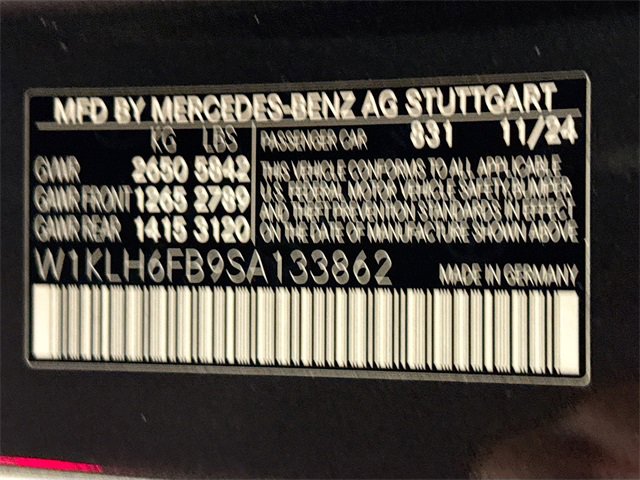 MFD BY MERCEDES-BENZ AG STUTTGART
KG LBS
GVWR 2650 5842
GAWR FRONT 1265 2789
GAWR REAR 1415 3120
PASSENGER CAR 831 11/24
THIS VEHICLE CONFORMS TO ALL APPLICABLE
U.S. FEDERAL MOTOR VEHICLE SAFETY BUMPER
AND THEFT PREVENTION STANDARDS IN EFFECT
ON THE DATE OF MANUFACTURE SHOWN ABOVE
W1KLH6FB9SA133862
MADE IN GERMANY